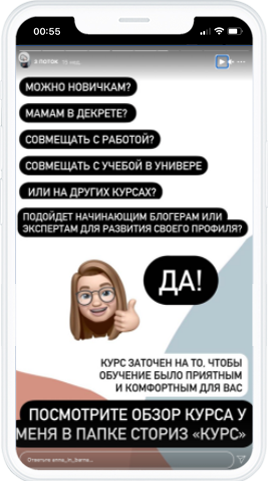 00:55
3 ПОТОК 15 нед.
МОЖНО НОВИЧКАМ?
МАМАМ В ДЕКРЕТЕ?
СОВМЕЩАТЬ С РАБОТОЙ?
СОВМЕЩАТЬ С УЧЕБОЙ В УНИВЕРЕ
ИЛИ НА ДРУГИХ КУРСАХ?
ПОДОЙДЕТ НАЧИНАЮЩИМ БЛОГЕРАМ ИЛИ
ЭКСПЕРТАМ ДЛЯ РАЗВИТИЯ СВОЕГО ПРОФИЛЯ?
ДА!
КУРС ЗАТОЧЕН НА ТО, ЧТОБЫ
ОБУЧЕНИЕ БЫЛО ПРИЯТНЫМ
И КОМФОРТНЫМ ДЛЯ ВАС
ПОСМОТРИТЕ ОБЗОР КУРСА У
МЕНЯ В ПАПКЕ СТОРИЗ «КУРС»
Ответьте